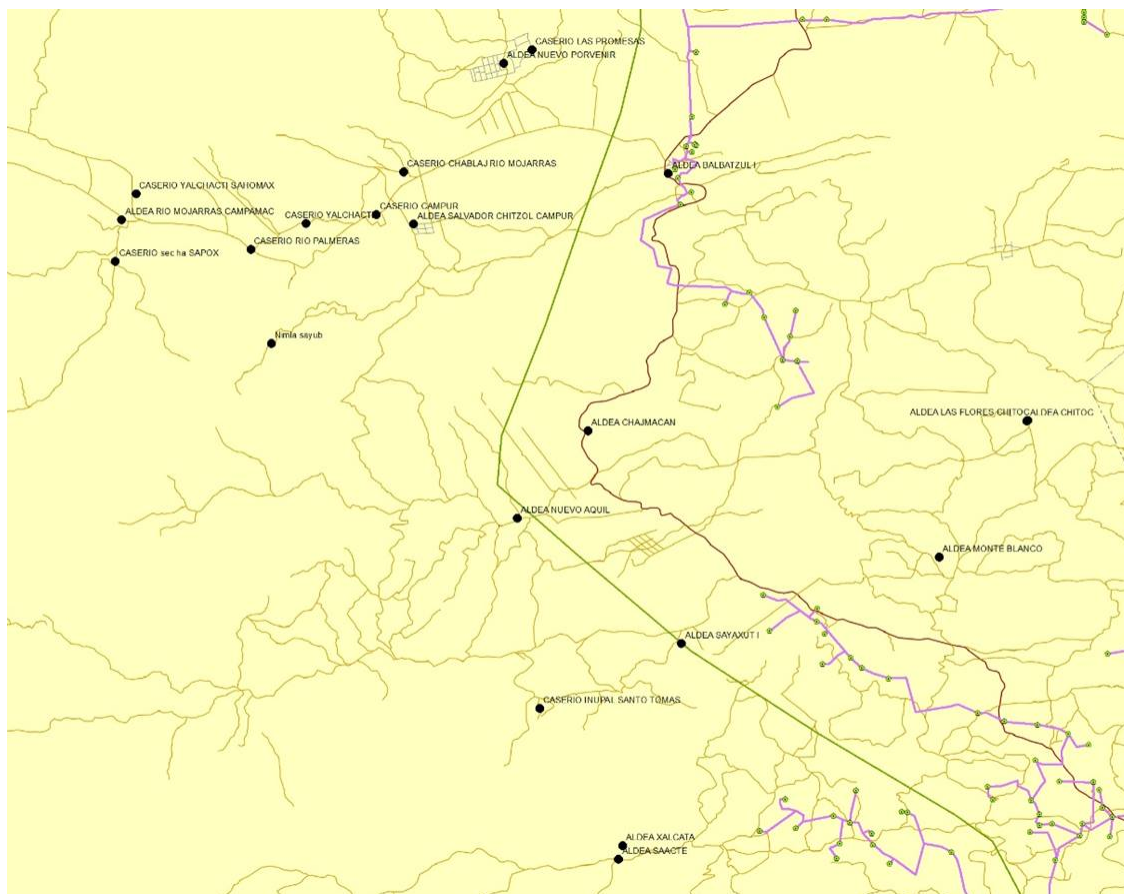 CASERIO LAS PROMESAS
ALDEA NUEVO PORVENIR
CASERIO CHABLAJ RIO MOJARRAS
ALDEA BALBATZUL I
CASERIO YALCHACTI SAHOMAX
CASERIO CAMPUR
ALDEA RIO MOJARRAS CAMPAMAC
CASERIO YALCHACTI
ALDEA SALVADOR CHITZOL CAMPUR
CASERIO RIO PALMERAS
CASERIO sec ha SAPOX
Nimla sayub
ALDEA LAS FLORES CHITOCALDEA CHITOC
ALDEA CHAJMACAN
ALDEA NUEVO AQUIL
ALDEA MONTE BLANCO
ALDEA SAYAXUT I
CASERIO INUPAL SANTO TOMAS
ALDEA XALCATA
ALDEA SAACTE